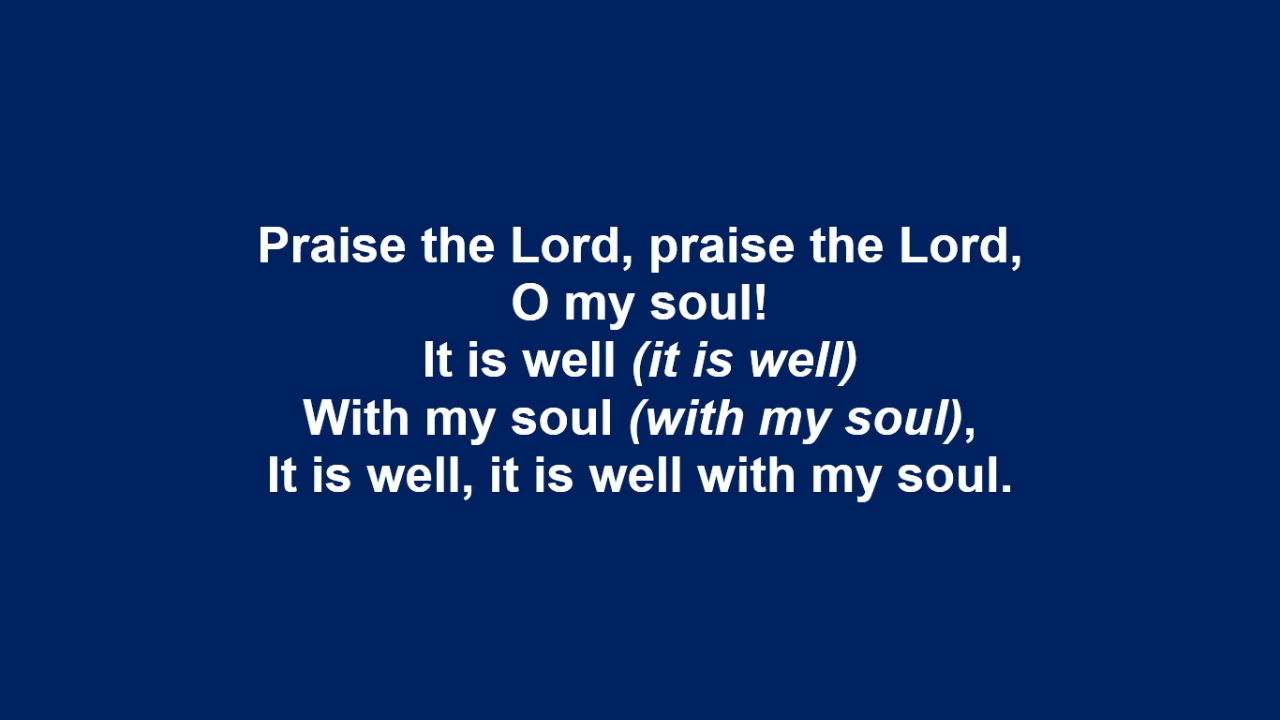 Praise the Lord, praise the Lord,
O my soul!
It is well (it is well)
With my soul (with my soul),
It is well, it is well with my soul.